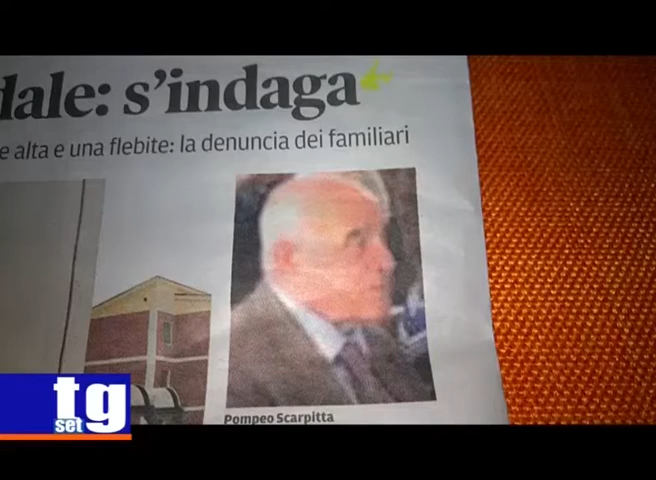 dale: s'indaga
e alta e una flebite: la denuncia dei familiari
Pompeo Scarpitta
tg
set